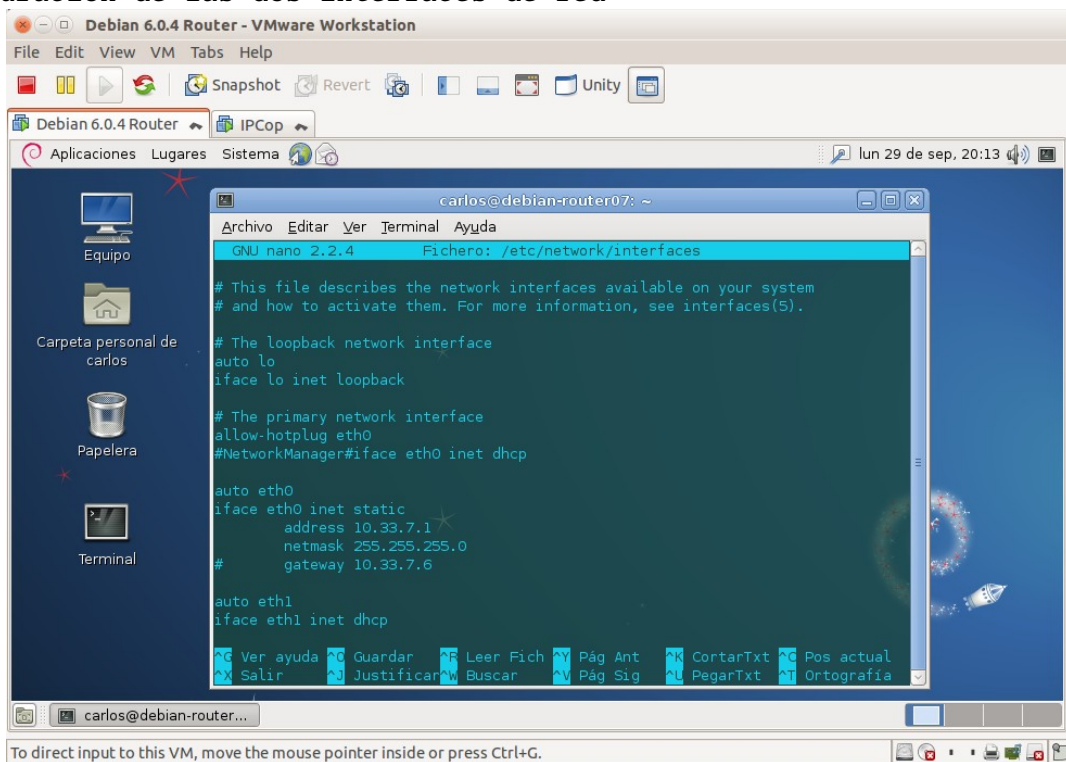 Debian 6.0.4 Router - VMware Workstation
File Edit View VM Tabs Help
Snapshot Revert Unity
Debian 6.0.4 Router IPCop
Aplicaciones Lugares Sistema lun 29 de sep, 20:13
carlos@debian-router07: ~
Archivo Editar Ver Terminal Ayuda
GNU nano 2.2.4 Fichero: /etc/network/interfaces
# This file describes the network interfaces available on your system
# and how to activate them. For more information, see interfaces(5).
# The loopback network interface
auto lo
iface lo inet loopback
# The primary network interface
allow-hotplug eth0
#NetworkManager#iface eth0 inet dhcp
auto eth0
iface eth0 inet static
address 10.33.7.1
netmask 255.255.255.0
# gateway 10.33.7.6
auto eth1
iface eth1 inet dhcp
^G Ver ayuda ^O Guardar ^R Leer Fich ^Y Pág Ant ^K CortarTxt ^C Pos actual
^X Salir ^J Justificar ^W Buscar ^V Pág Sig ^U PegarTxt ^T Ortografía
Equipo
Carpeta personal de
carlos
Papelera
Terminal
carlos@debian-router...
To direct input to this VM, move the mouse pointer inside or press Ctrl+G.